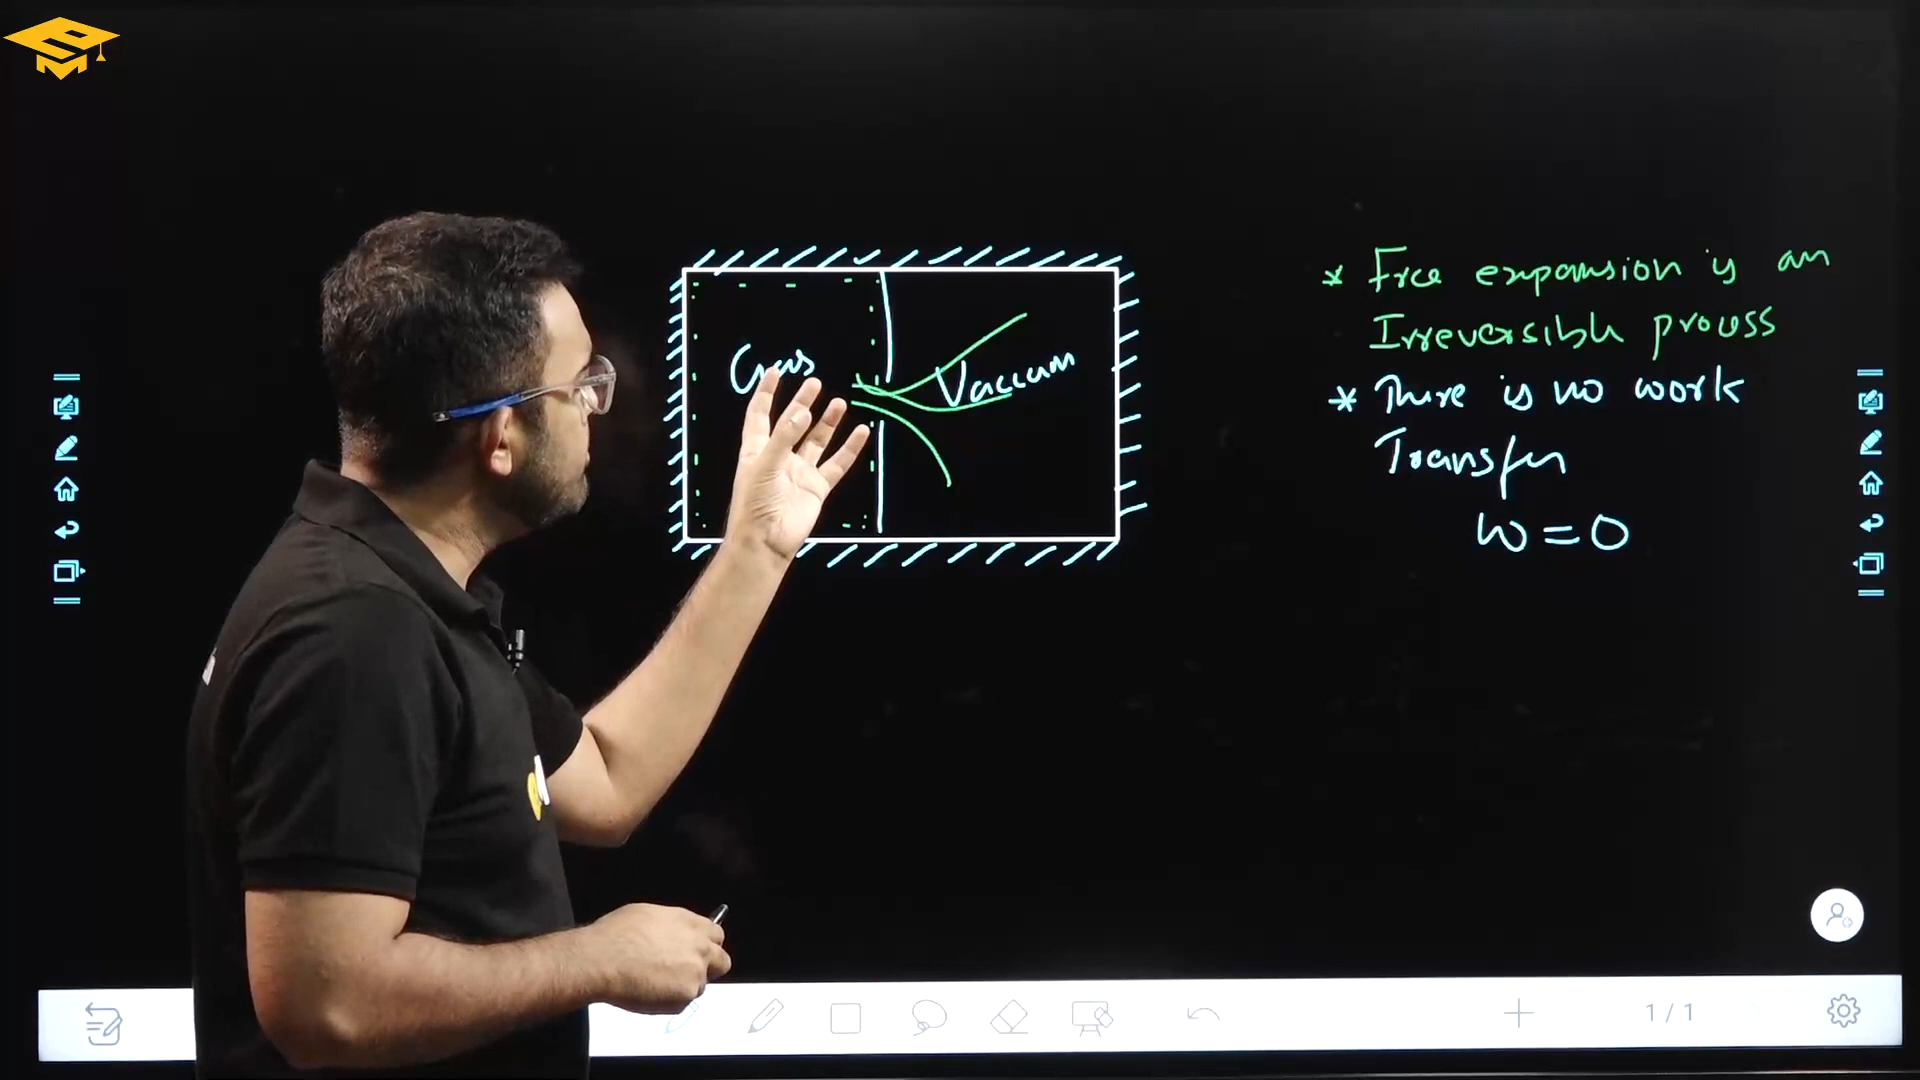 Gas
Vaccum
* Free expansion is an
Irreversible process
* There is no work
Transfer
W = 0
1 / 1